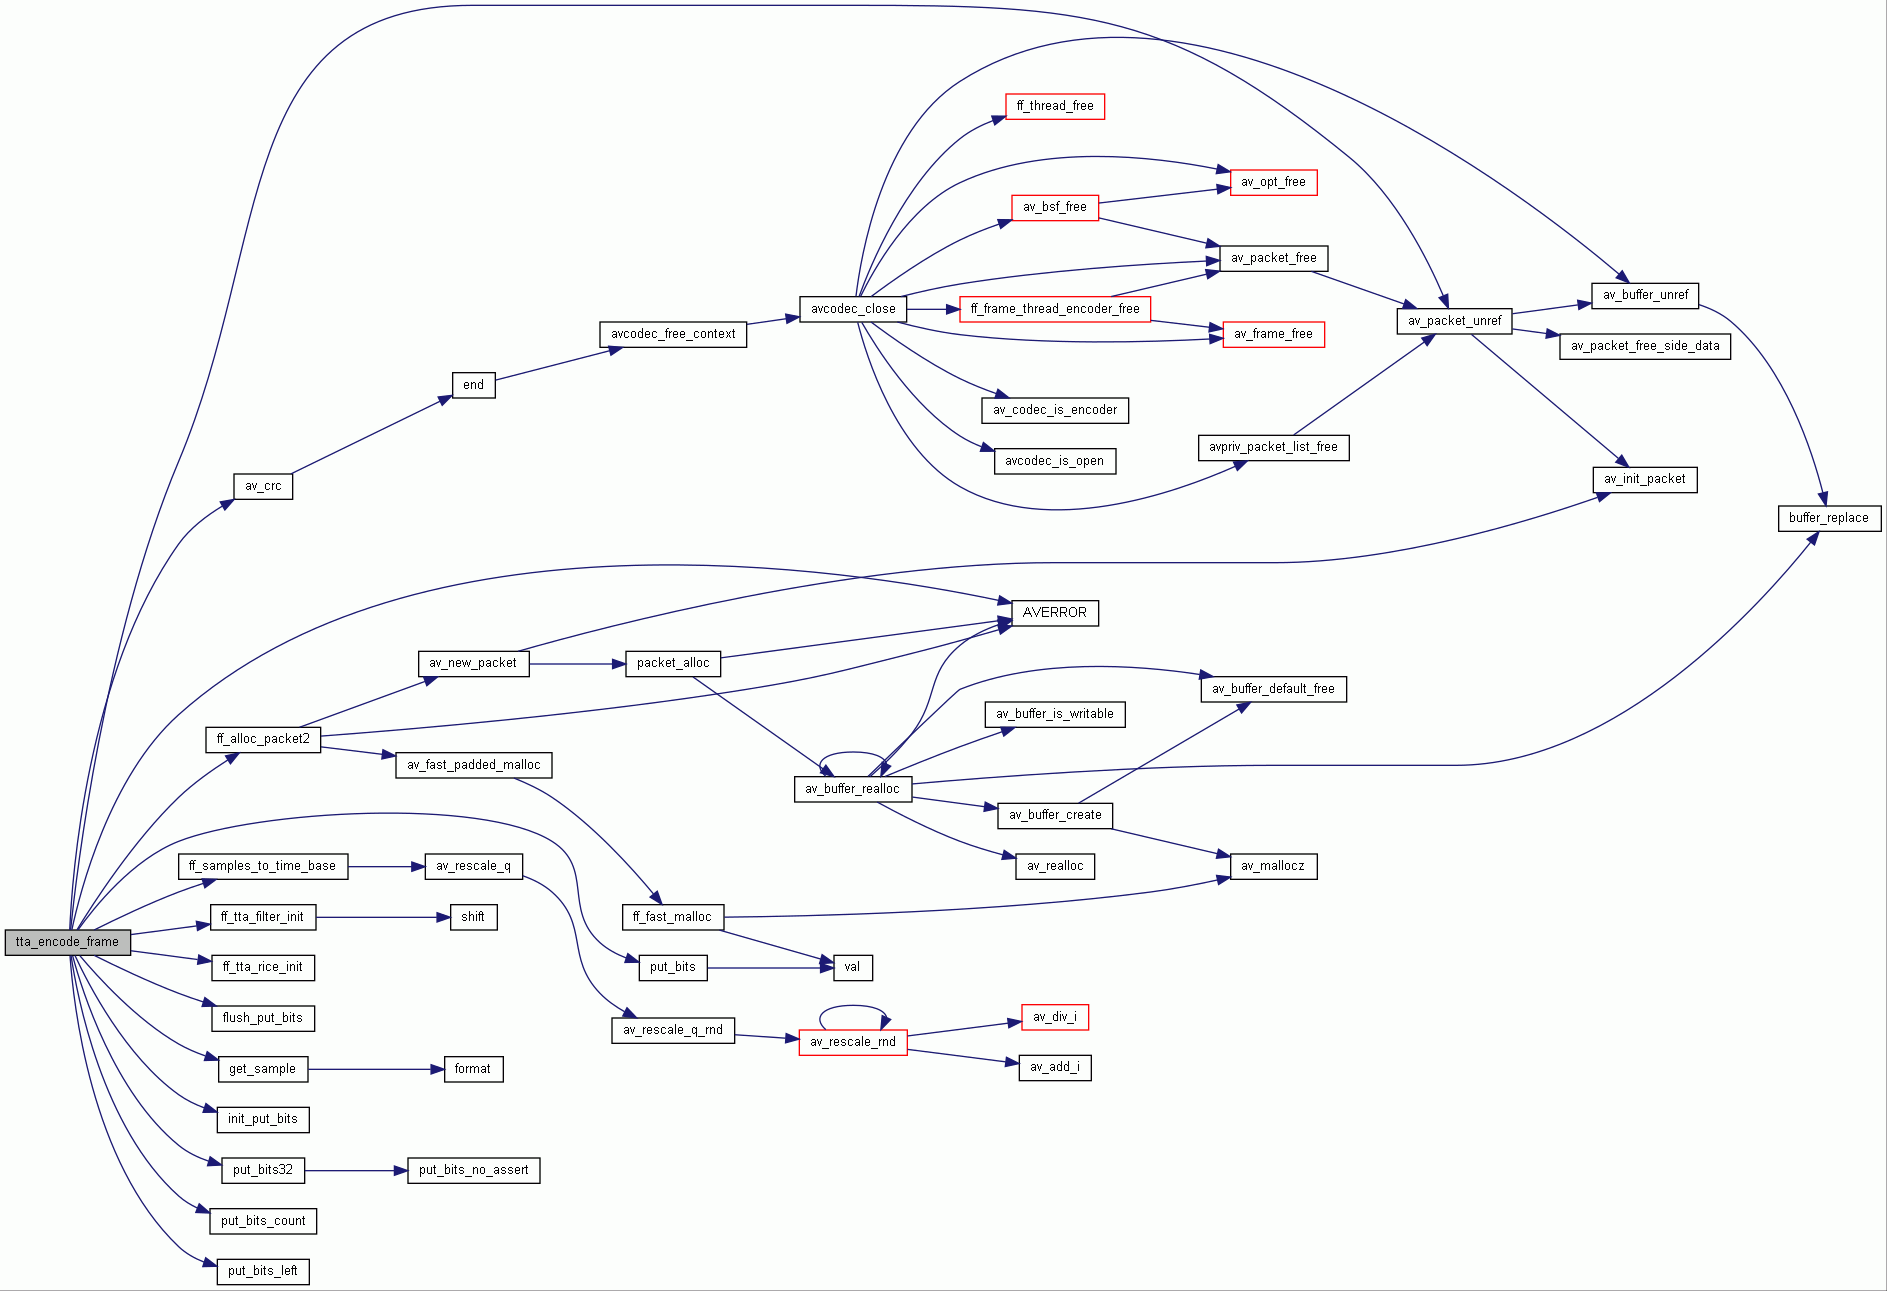 ff_thread_free
av_opt_free
av_bsf_free
av_packet_free
av_buffer_unref
avcodec_close
ff_frame_thread_encoder_free
av_packet_unref
avcodec_free_context
av_frame_free
av_packet_free_side_data
end
av_codec_is_encoder
avpriv_packet_list_free
avcodec_is_open
av_init_packet
av_crc
buffer_replace
AVERROR
av_new_packet
packet_alloc
av_buffer_default_free
av_buffer_is_writable
ff_alloc_packet2
av_fast_padded_malloc
av_buffer_realloc
av_buffer_create
ff_samples_to_time_base
av_rescale_q
av_realloc
av_mallocz
ff_tta_filter_init
shift
ff_fast_malloc
tta_encode_frame
ff_tta_rice_init
put_bits
val
flush_put_bits
av_rescale_q_rnd
av_div_i
av_rescale_rnd
get_sample
format
av_add_i
init_put_bits
put_bits32
put_bits_no_assert
put_bits_count
put_bits_left